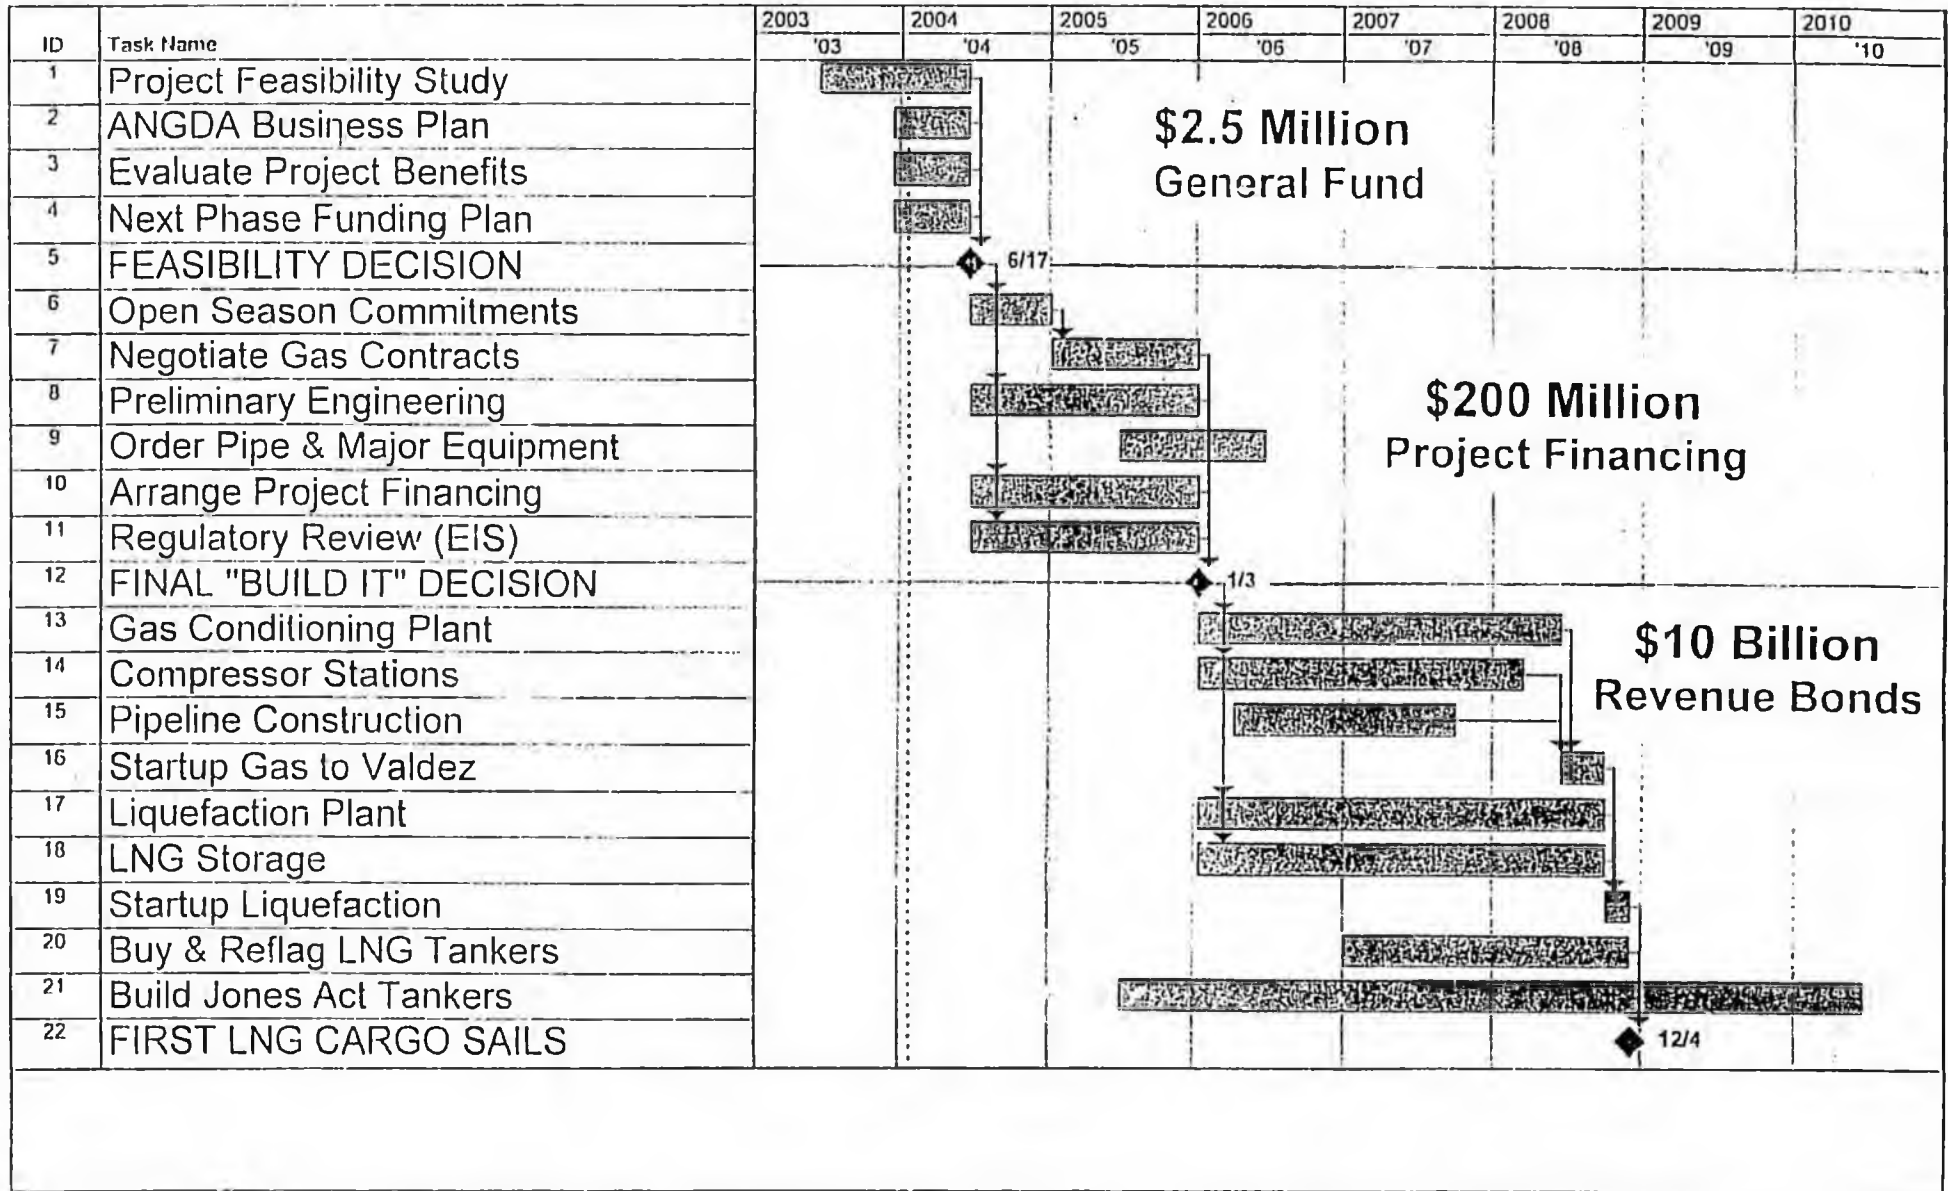 2003 2004 2005 2006 2007 2008 2009 2010
ID Task Name '03 '04 '05 '06 '07 '08 '09 '10
1 Project Feasibility Study
2 ANGDA Business Plan
$2.5 Million
3 Evaluate Project Benefits
General Fund
4 Next Phase Funding Plan
5 FEASIBILITY DECISION 6/17
6 Open Season Commitments
7 Negotiate Gas Contracts
8 Preliminary Engineering
$200 Million
9 Order Pipe & Major Equipment
Project Financing
10 Arrange Project Financing
11 Regulatory Review (EIS)
12 FINAL "BUILD IT" DECISION 1/3
13 Gas Conditioning Plant
$10 Billion
14 Compressor Stations
Revenue Bonds
15 Pipeline Construction
16 Startup Gas to Valdez
17 Liquefaction Plant
18 LNG Storage
19 Startup Liquefaction
20 Buy & Reflag LNG Tankers
21 Build Jones Act Tankers
22 FIRST LNG CARGO SAILS 12/4